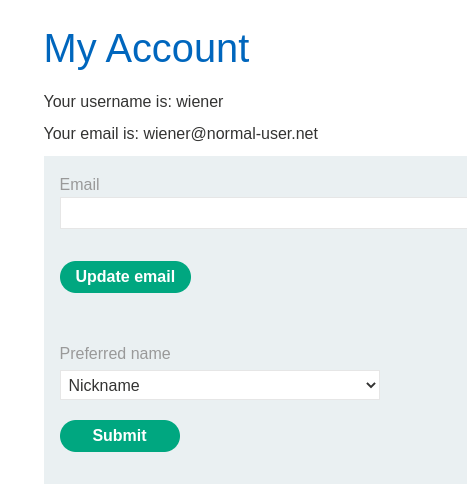 My Account
Your username is: wiener
Your email is: wiener@normal-user.net
Email
Update email
Preferred name
Nickname
Submit